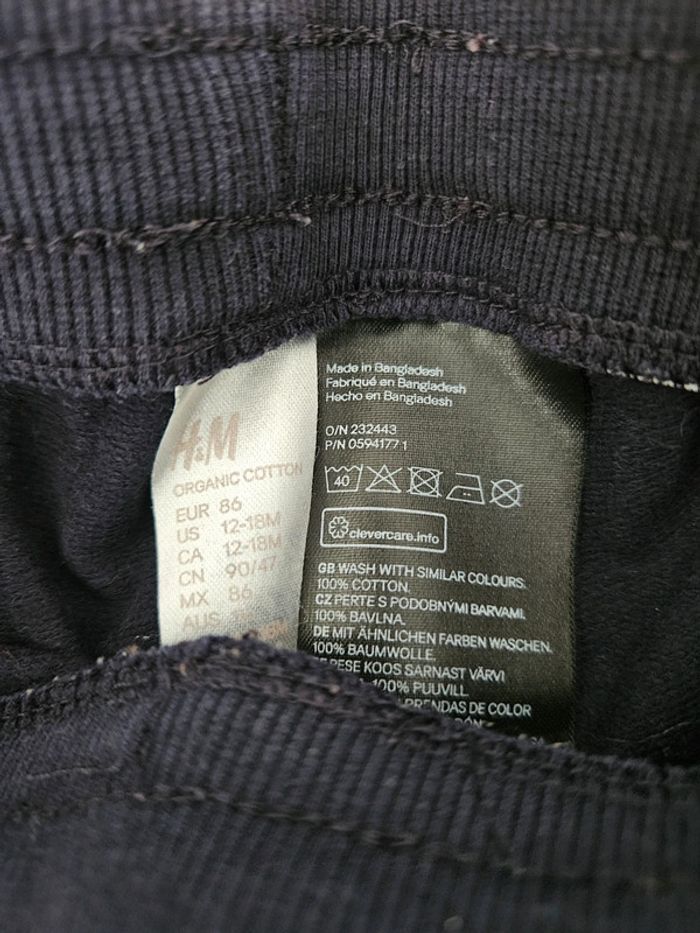 H&M
ORGANIC COTTON
EUR 86
US 12-18M
CA 12-18M
CN 90/47
MX 86
AUS
Made in Bangladesh
Fabriqué en Bangladesh
Hecho en Bangladesh
O/N 232443
P/N 0594177 1
40
clevercare.info
GB WASH WITH SIMILAR COLOURS.
100% COTTON.
CZ PERTE S PODOBNÝMI BARVAMI.
100% BAVLNA.
DE MIT ÄHNLICHEN FARBEN WASCHEN.
100% BAUMWOLLE.
PESE KOOS SARNAST VÄRVI
100% PUUVILL.
PRENDAS DE COLOR